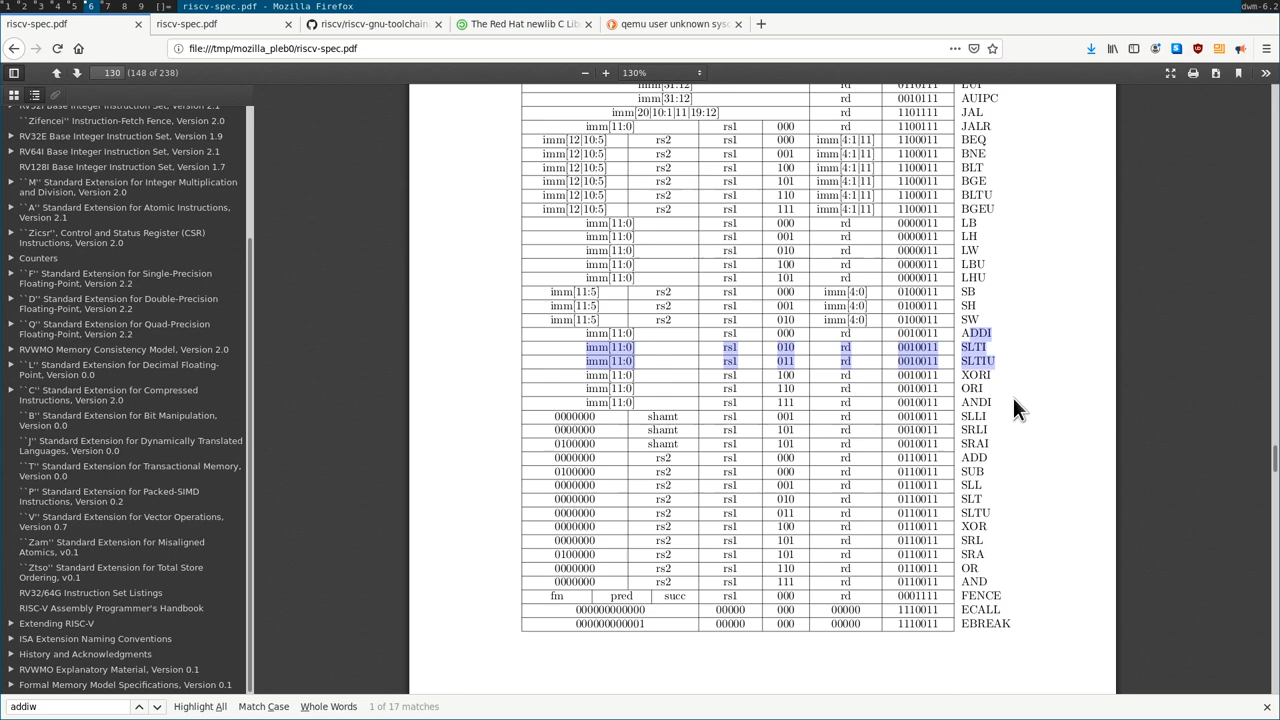 1 2 3 4 5 6 7 8 9 []= riscv-spec.pdf - Mozilla Firefox dwm-6.2
riscv-spec.pdf × riscv-spec.pdf × riscv/riscv-gnu-toolchain × The Red Hat newlib C Lib × qemu user unknown sysc × +
file:///tmp/mozilla_pleb0/riscv-spec.pdf
130 (148 of 238) 130%
RV32I Base Integer Instruction Set, Version 2.1
``Zifencei'' Instruction-Fetch Fence, Version 2.0
RV32E Base Integer Instruction Set, Version 1.9
RV64I Base Integer Instruction Set, Version 2.1
RV128I Base Integer Instruction Set, Version 1.7
``M'' Standard Extension for Integer Multiplication
and Division, Version 2.0
``A'' Standard Extension for Atomic Instructions,
Version 2.1
``Zicsr'', Control and Status Register (CSR)
Instructions, Version 2.0
Counters
``F'' Standard Extension for Single-Precision
Floating-Point, Version 2.2
``D'' Standard Extension for Double-Precision
Floating-Point, Version 2.2
``Q'' Standard Extension for Quad-Precision
Floating-Point, Version 2.2
RVWMO Memory Consistency Model, Version 2.0
``L'' Standard Extension for Decimal Floating-
Point, Version 0.0
``C'' Standard Extension for Compressed
Instructions, Version 2.0
``B'' Standard Extension for Bit Manipulation,
Version 0.0
``J'' Standard Extension for Dynamically Translated
Languages, Version 0.0
``T'' Standard Extension for Transactional Memory,
Version 0.0
``P'' Standard Extension for Packed-SIMD
Instructions, Version 0.2
``V'' Standard Extension for Vector Operations,
Version 0.7
``Zam'' Standard Extension for Misaligned
Atomics, v0.1
``Ztso'' Standard Extension for Total Store
Ordering, v0.1
RV32/64G Instruction Set Listings
RISC-V Assembly Programmer's Handbook
Extending RISC-V
ISA Extension Naming Conventions
History and Acknowledgments
RVWMO Explanatory Material, Version 0.1
Formal Memory Model Specifications, Version 0.1
imm[31:12] rd 0110111 LUI
imm[31:12] rd 0010111 AUIPC
imm[20|10:1|11|19:12] rd 1101111 JAL
imm[11:0] rs1 000 rd 1100111 JALR
imm[12|10:5] rs2 rs1 000 imm[4:1|11] 1100011 BEQ
imm[12|10:5] rs2 rs1 001 imm[4:1|11] 1100011 BNE
imm[12|10:5] rs2 rs1 100 imm[4:1|11] 1100011 BLT
imm[12|10:5] rs2 rs1 101 imm[4:1|11] 1100011 BGE
imm[12|10:5] rs2 rs1 110 imm[4:1|11] 1100011 BLTU
imm[12|10:5] rs2 rs1 111 imm[4:1|11] 1100011 BGEU
imm[11:0] rs1 000 rd 0000011 LB
imm[11:0] rs1 001 rd 0000011 LH
imm[11:0] rs1 010 rd 0000011 LW
imm[11:0] rs1 100 rd 0000011 LBU
imm[11:0] rs1 101 rd 0000011 LHU
imm[11:5] rs2 rs1 000 imm[4:0] 0100011 SB
imm[11:5] rs2 rs1 001 imm[4:0] 0100011 SH
imm[11:5] rs2 rs1 010 imm[4:0] 0100011 SW
imm[11:0] rs1 000 rd 0010011 ADDI
imm[11:0] rs1 010 rd 0010011 SLTI
imm[11:0] rs1 011 rd 0010011 SLTIU
imm[11:0] rs1 100 rd 0010011 XORI
imm[11:0] rs1 110 rd 0010011 ORI
imm[11:0] rs1 111 rd 0010011 ANDI
0000000 shamt rs1 001 rd 0010011 SLLI
0000000 shamt rs1 101 rd 0010011 SRLI
0100000 shamt rs1 101 rd 0010011 SRAI
0000000 rs2 rs1 000 rd 0110011 ADD
0100000 rs2 rs1 000 rd 0110011 SUB
0000000 rs2 rs1 001 rd 0110011 SLL
0000000 rs2 rs1 010 rd 0110011 SLT
0000000 rs2 rs1 011 rd 0110011 SLTU
0000000 rs2 rs1 100 rd 0110011 XOR
0000000 rs2 rs1 101 rd 0110011 SRL
0100000 rs2 rs1 101 rd 0110011 SRA
0000000 rs2 rs1 110 rd 0110011 OR
0000000 rs2 rs1 111 rd 0110011 AND
fm pred succ rs1 000 rd 0001111 FENCE
000000000000 00000 000 00000 1110011 ECALL
000000000001 00000 000 00000 1110011 EBREAK
addiw Highlight All Match Case Whole Words 1 of 17 matches